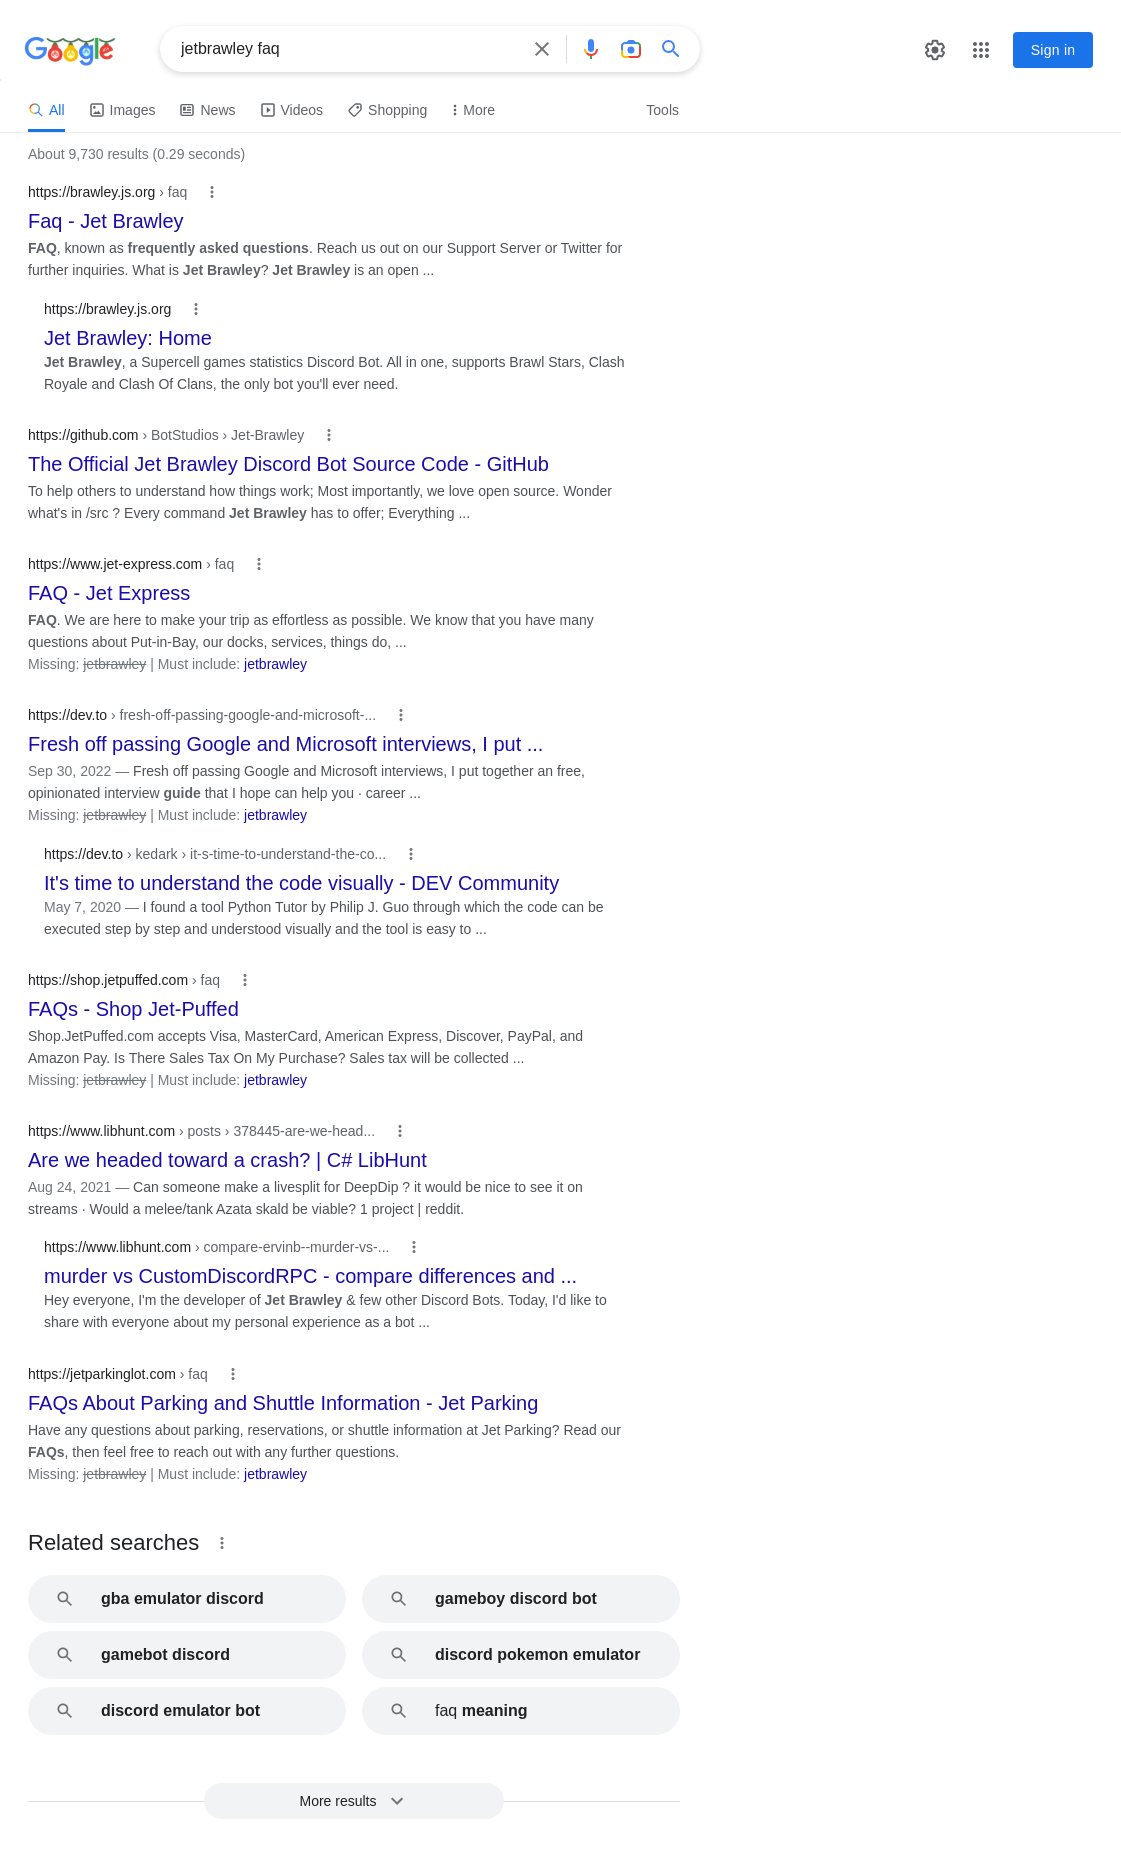 Google
jetbrawley faq
Sign in
All Images News Videos Shopping More Tools
About 9,730 results (0.29 seconds)
https://brawley.js.org › faq
Faq - Jet Brawley
FAQ, known as frequently asked questions. Reach us out on our Support Server or Twitter for
further inquiries. What is Jet Brawley? Jet Brawley is an open ...
https://brawley.js.org
Jet Brawley: Home
Jet Brawley, a Supercell games statistics Discord Bot. All in one, supports Brawl Stars, Clash
Royale and Clash Of Clans, the only bot you'll ever need.
https://github.com › BotStudios › Jet-Brawley
The Official Jet Brawley Discord Bot Source Code - GitHub
To help others to understand how things work; Most importantly, we love open source. Wonder
what's in /src ? Every command Jet Brawley has to offer; Everything ...
https://www.jet-express.com › faq
FAQ - Jet Express
FAQ. We are here to make your trip as effortless as possible. We know that you have many
questions about Put-in-Bay, our docks, services, things do, ...
Missing: jetbrawley | Must include: jetbrawley
https://dev.to › fresh-off-passing-google-and-microsoft-...
Fresh off passing Google and Microsoft interviews, I put ...
Sep 30, 2022 — Fresh off passing Google and Microsoft interviews, I put together an free,
opinionated interview guide that I hope can help you · career ...
Missing: jetbrawley | Must include: jetbrawley
https://dev.to › kedark › it-s-time-to-understand-the-co...
It's time to understand the code visually - DEV Community
May 7, 2020 — I found a tool Python Tutor by Philip J. Guo through which the code can be
executed step by step and understood visually and the tool is easy to ...
https://shop.jetpuffed.com › faq
FAQs - Shop Jet-Puffed
Shop.JetPuffed.com accepts Visa, MasterCard, American Express, Discover, PayPal, and
Amazon Pay. Is There Sales Tax On My Purchase? Sales tax will be collected ...
Missing: jetbrawley | Must include: jetbrawley
https://www.libhunt.com › posts › 378445-are-we-head...
Are we headed toward a crash? | C# LibHunt
Aug 24, 2021 — Can someone make a livesplit for DeepDip ? it would be nice to see it on
streams · Would a melee/tank Azata skald be viable? 1 project | reddit.
https://www.libhunt.com › compare-ervinb--murder-vs-...
murder vs CustomDiscordRPC - compare differences and ...
Hey everyone, I'm the developer of Jet Brawley & few other Discord Bots. Today, I'd like to
share with everyone about my personal experience as a bot ...
https://jetparkinglot.com › faq
FAQs About Parking and Shuttle Information - Jet Parking
Have any questions about parking, reservations, or shuttle information at Jet Parking? Read our
FAQs, then feel free to reach out with any further questions.
Missing: jetbrawley | Must include: jetbrawley
Related searches
gba emulator discord
gameboy discord bot
gamebot discord
discord pokemon emulator
discord emulator bot
faq meaning
More results